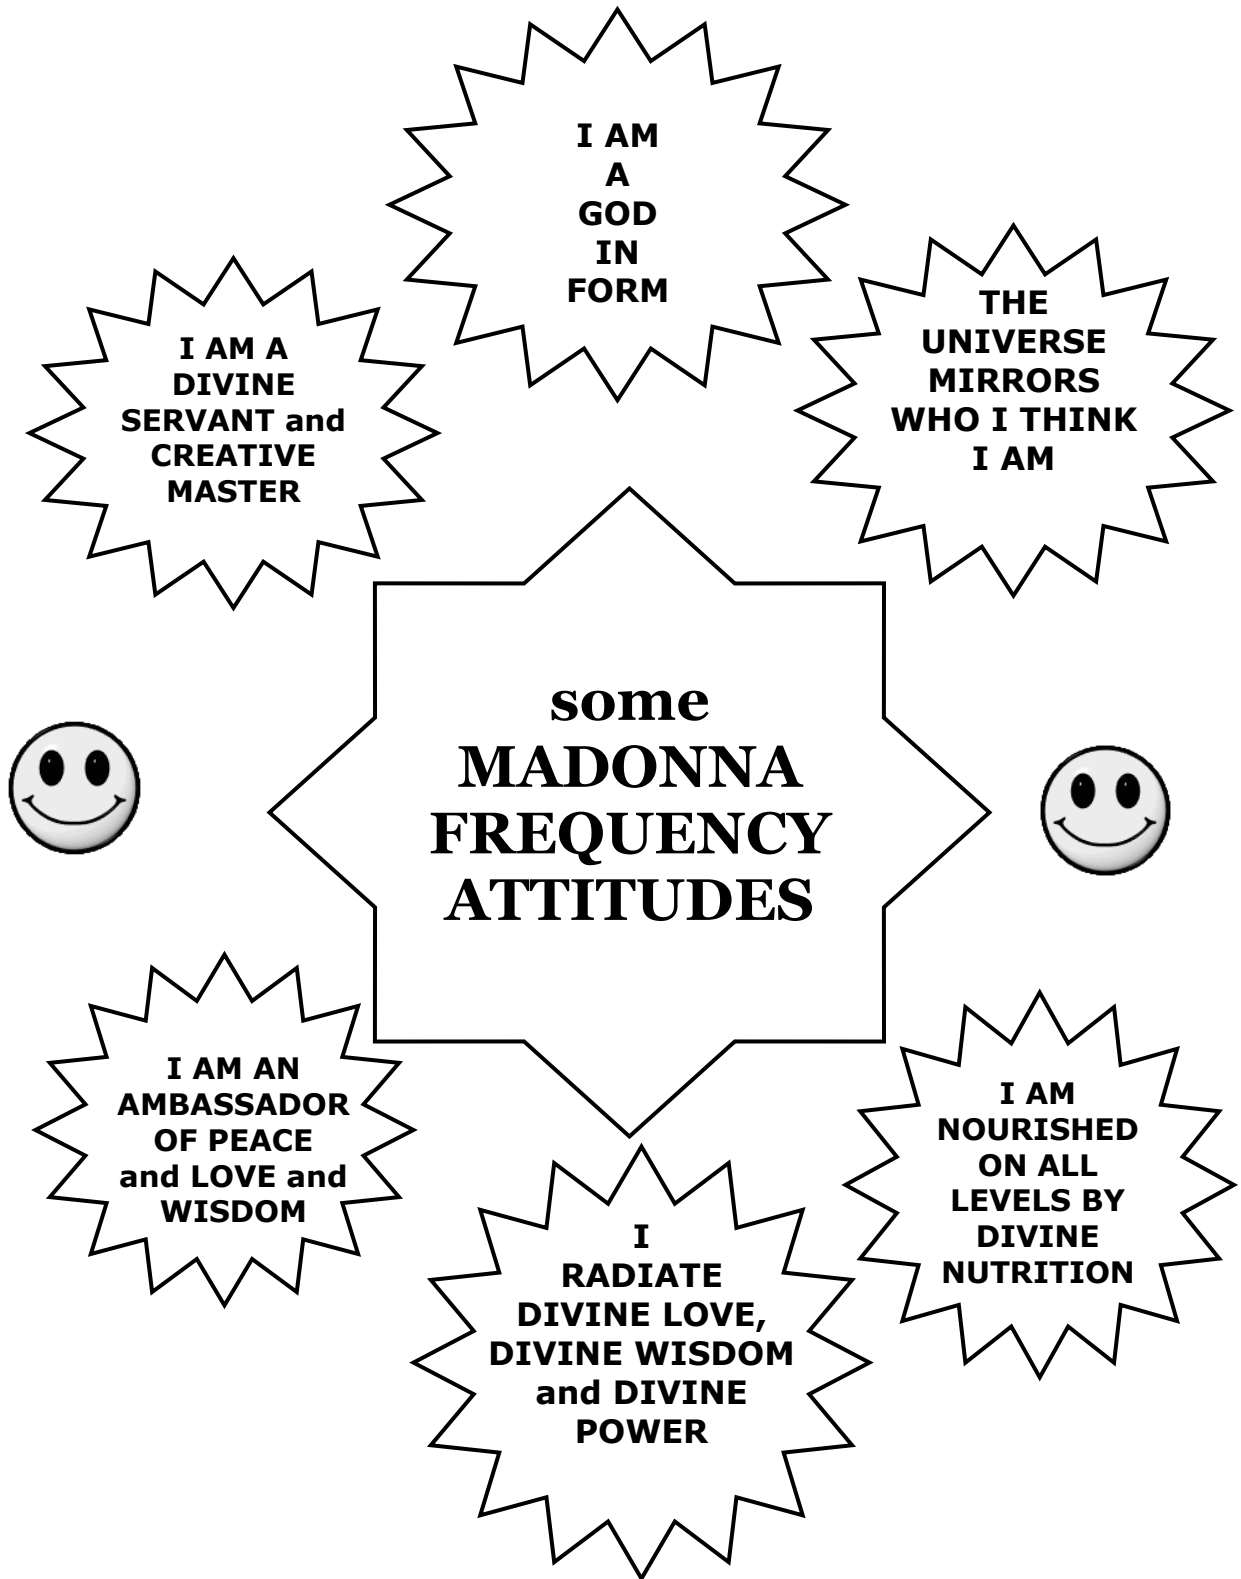 I AM
A
GOD
IN
FORM
I AM A
DIVINE
SERVANT and
CREATIVE
MASTER
THE
UNIVERSE
MIRRORS
WHO I THINK
I AM
some
MADONNA
FREQUENCY
ATTITUDES
I AM AN
AMBASSADOR
OF PEACE
and LOVE and
WISDOM
I AM
NOURISHED
ON ALL
LEVELS BY
DIVINE
NUTRITION
I
RADIATE
DIVINE LOVE,
DIVINE WISDOM
and DIVINE
POWER